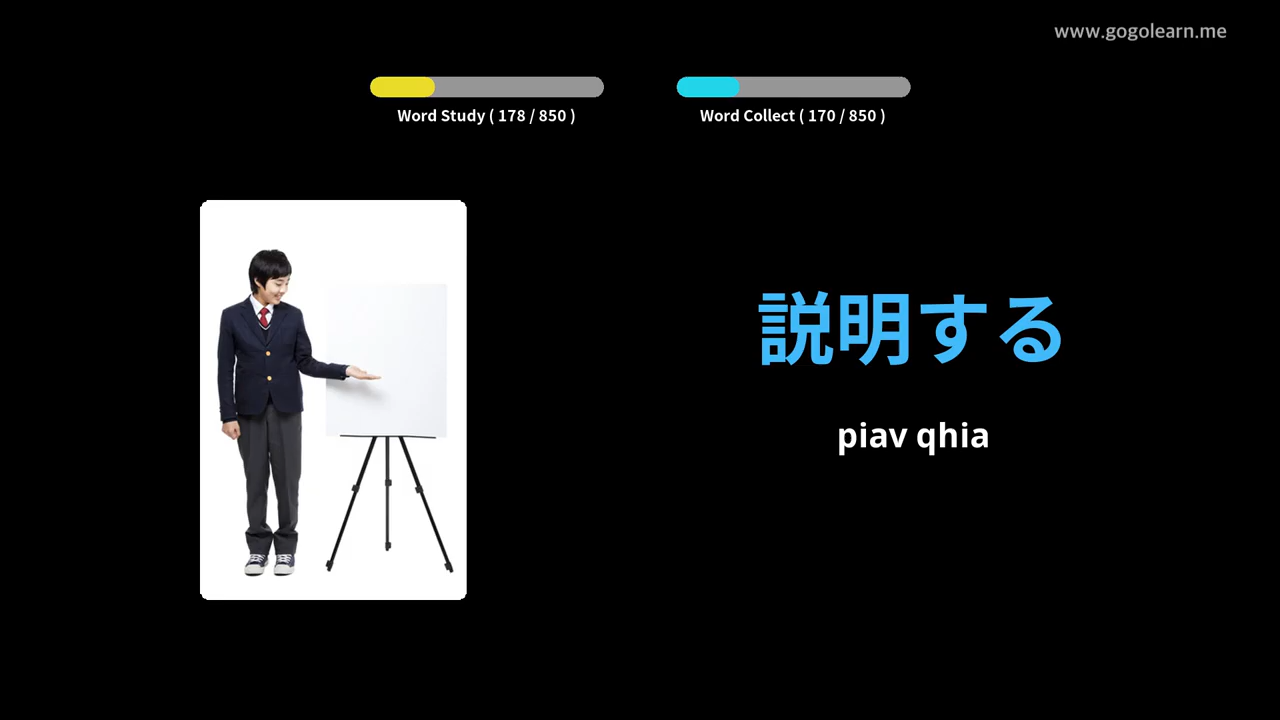 www.gogolearn.me
Word Study ( 178 / 850 )
Word Collect ( 170 / 850 )
説明する
piav qhia